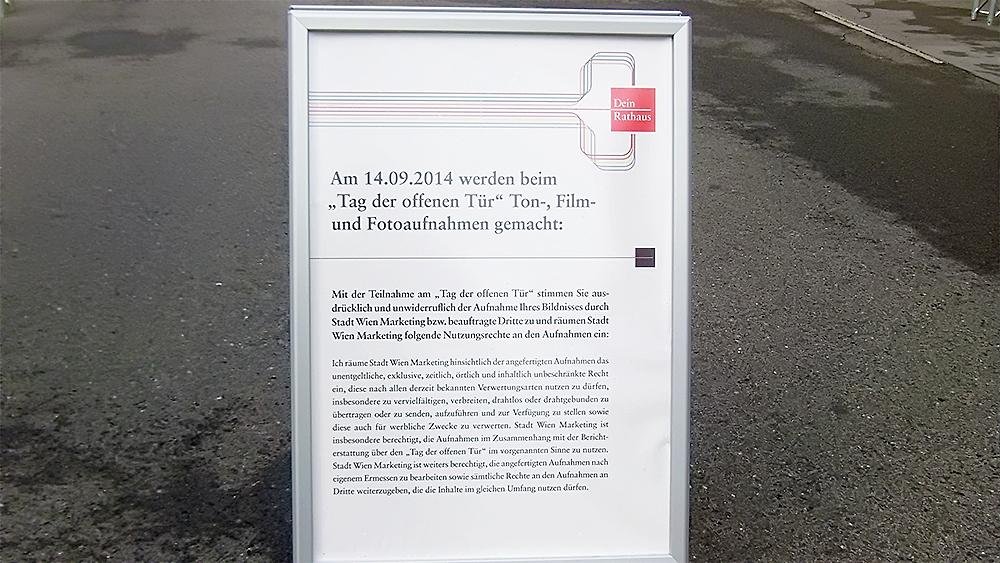 Dein
Rathaus
Am 14.09.2014 werden beim
„Tag der offenen Tür“ Ton-, Film-
und Fotoaufnahmen gemacht:
Mit der Teilnahme am „Tag der offenen Tür“ stimmen Sie aus-
drücklich und unwiderruflich der Aufnahme Ihres Bildnisses durch
Stadt Wien Marketing bzw. beauftragte Dritte zu und räumen Stadt
Wien Marketing folgende Nutzungsrechte an den Aufnahmen ein:
Ich räume Stadt Wien Marketing hinsichtlich der angefertigten Aufnahmen das
unentgeltliche, exklusive, zeitlich, örtlich und inhaltlich unbeschränkte Recht
ein, diese nach allen derzeit bekannten Verwertungsarten nutzen zu dürfen,
insbesondere zu vervielfältigen, verbreiten, drahtlos oder drahtgebunden zu
übertragen oder zu senden, aufzuführen und zur Verfügung zu stellen sowie
diese auch für werbliche Zwecke zu verwerten. Stadt Wien Marketing ist
insbesondere berechtigt, die Aufnahmen im Zusammenhang mit der Bericht-
erstattung über den „Tag der offenen Tür“ im vorgenannten Sinne zu nutzen.
Stadt Wien Marketing ist weiters berechtigt, die angefertigten Aufnahmen nach
eigenem Ermessen zu bearbeiten sowie sämtliche Rechte an den Aufnahmen an
Dritte weiterzugeben, die die Inhalte im gleichen Umfang nutzen dürfen.